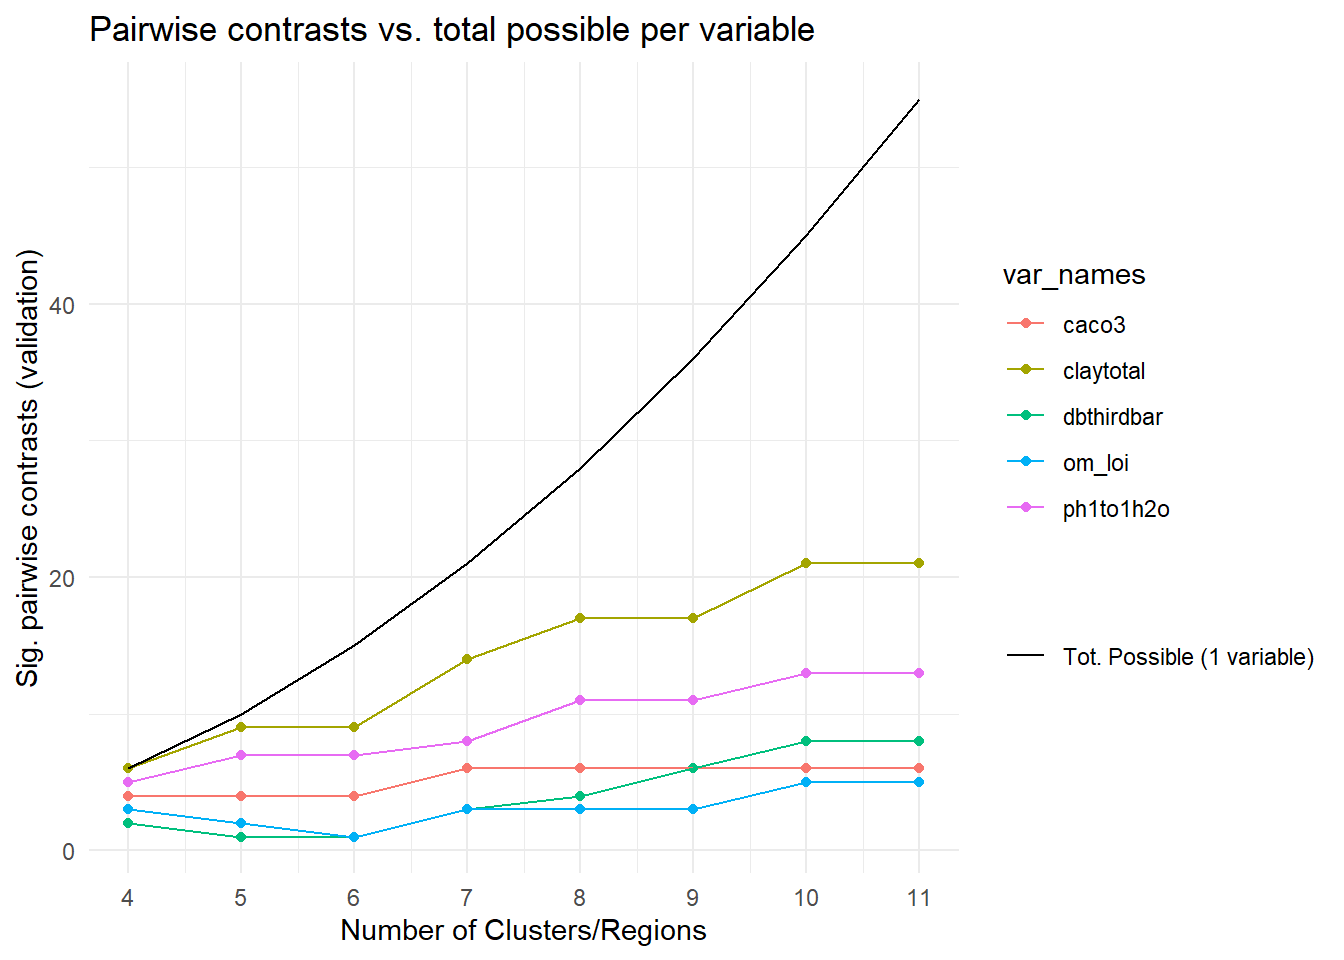 Pairwise contrasts vs. total possible per variable
Sig. pairwise contrasts (validation)
40
20
0
4 5 6 7 8 9 10 11
Number of Clusters/Regions
var_names
caco3
claytotal
dbthirdbar
om_loi
ph1to1h2o
Tot. Possible (1 variable)